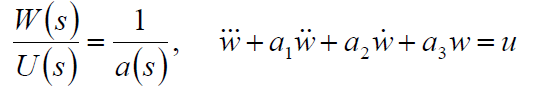 W(s)/U(s) = 1/a(s), w⃛ + a₁ẅ + a₂ẇ + a₃w = u